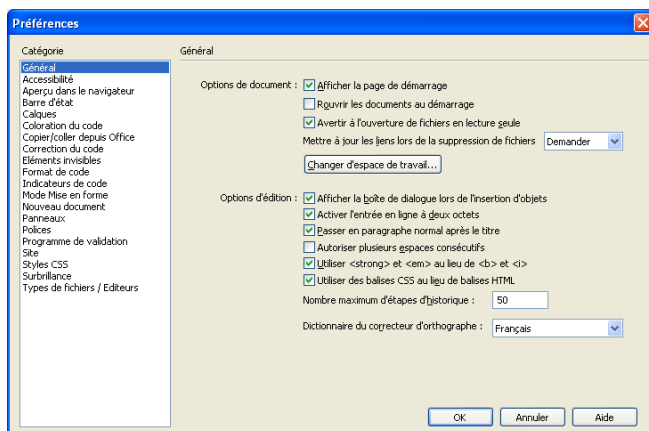 Préférences
Catégorie
Général
Accessibilité
Aperçu dans le navigateur
Barre d'état
Calques
Coloration du code
Copier/coller depuis Office
Correction du code
Eléments invisibles
Format de code
Indicateurs de code
Mode Mise en forme
Nouveau document
Panneaux
Polices
Programme de validation
Site
Styles CSS
Surbrillance
Types de fichiers / Editeurs
Général
Options de document : Afficher la page de démarrage
Rouvrir les documents au démarrage
Avertir à l'ouverture de fichiers en lecture seule
Mettre à jour les liens lors de la suppression de fichiers Demander
Changer d'espace de travail...
Options d'édition : Afficher la boîte de dialogue lors de l'insertion d'objets
Activer l'entrée en ligne à deux octets
Passer en paragraphe normal après le titre
Autoriser plusieurs espaces consécutifs
Utiliser <strong> et <em> au lieu de <b> et <i>
Utiliser des balises CSS au lieu de balises HTML
Nombre maximum d'étapes d'historique : 50
Dictionnaire du correcteur d'orthographe : Français
OK Annuler Aide